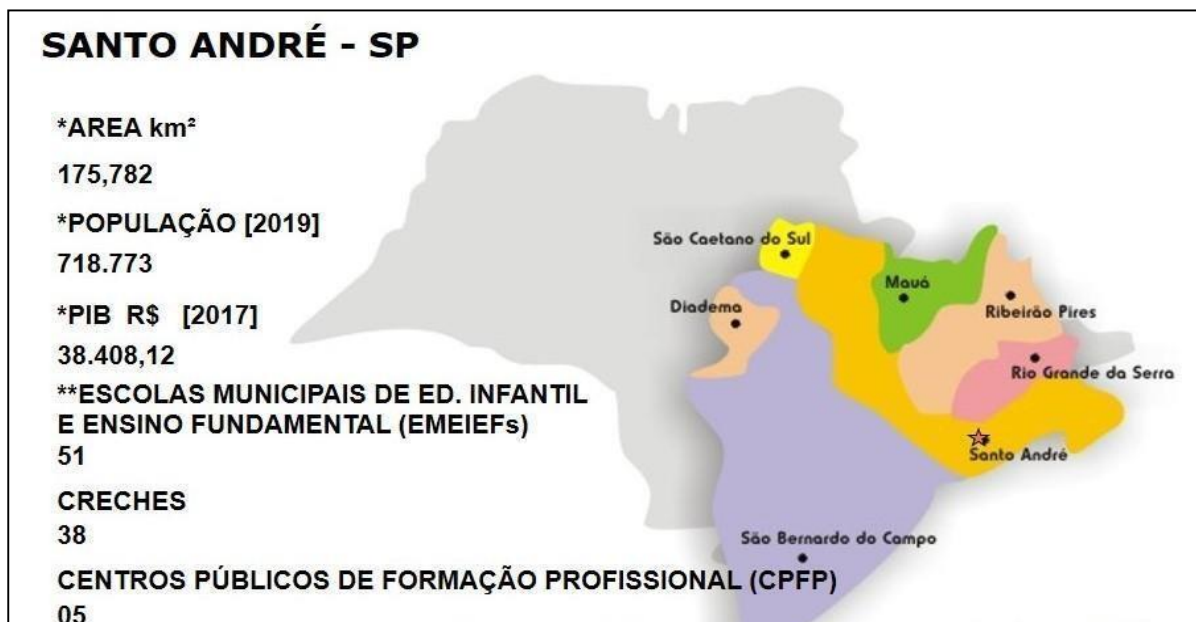 SANTO ANDRÉ - SP
*AREA km²
175,782
*POPULAÇÃO [2019]
718.773
*PIB R$ [2017]
38.408,12
**ESCOLAS MUNICIPAIS DE ED. INFANTIL
E ENSINO FUNDAMENTAL (EMEIEFs)
51
CRECHES
38
CENTROS PÚBLICOS DE FORMAÇÃO PROFISSIONAL (CPFP)
05
São Caetano do Sul
Mauá
Diadema
Ribeirão Pires
Rio Grande da Serra
Santo André
São Bernardo do Campo